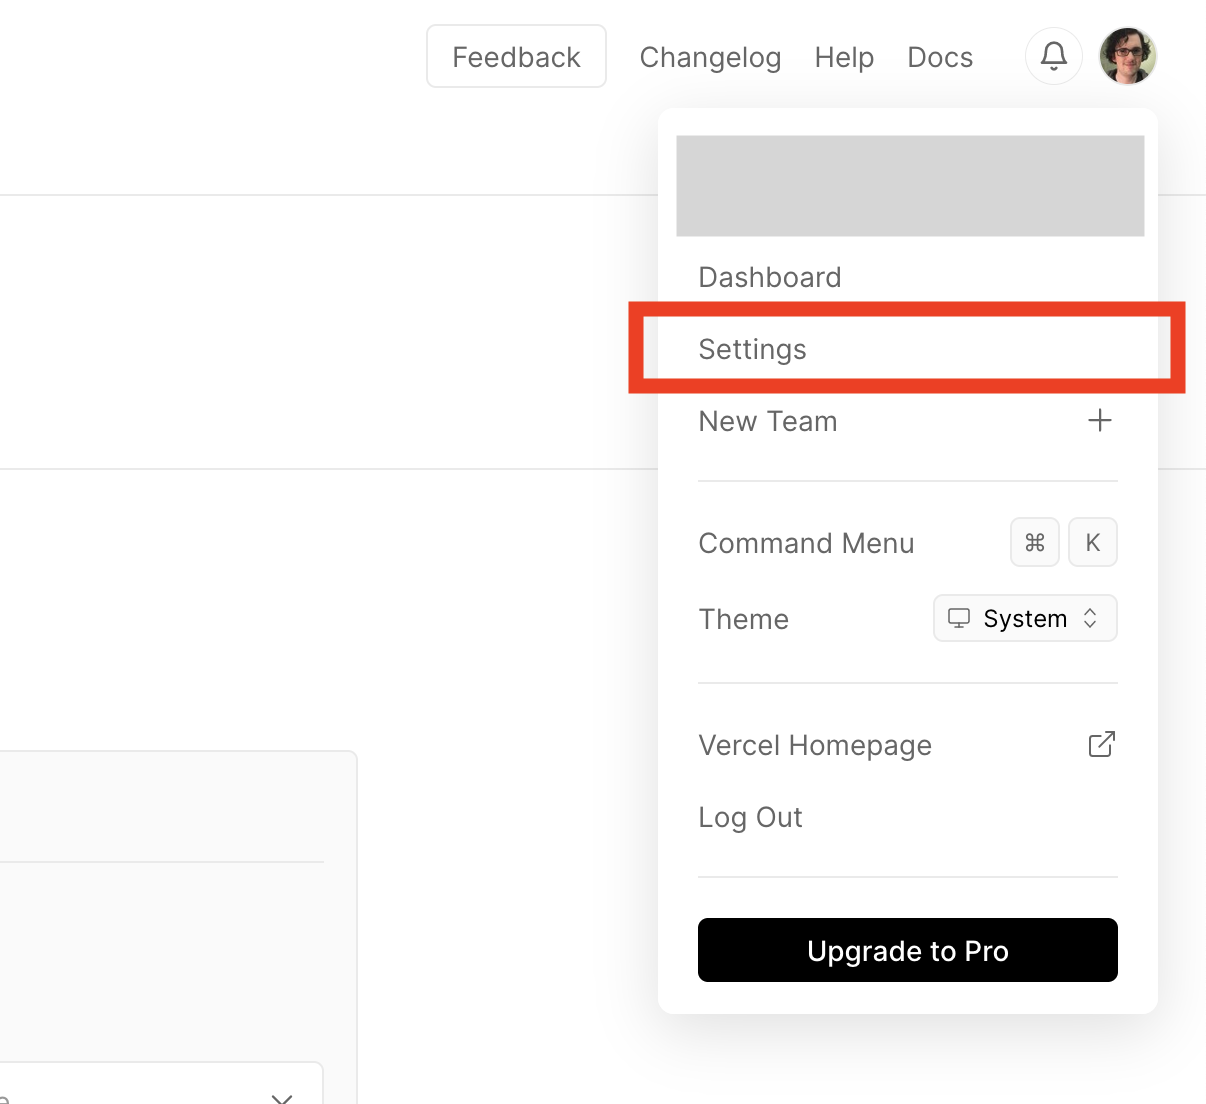 Feedback Changelog Help Docs
Dashboard
Settings
New Team
Command Menu ⌘ K
Theme System
Vercel Homepage
Log Out
Upgrade to Pro